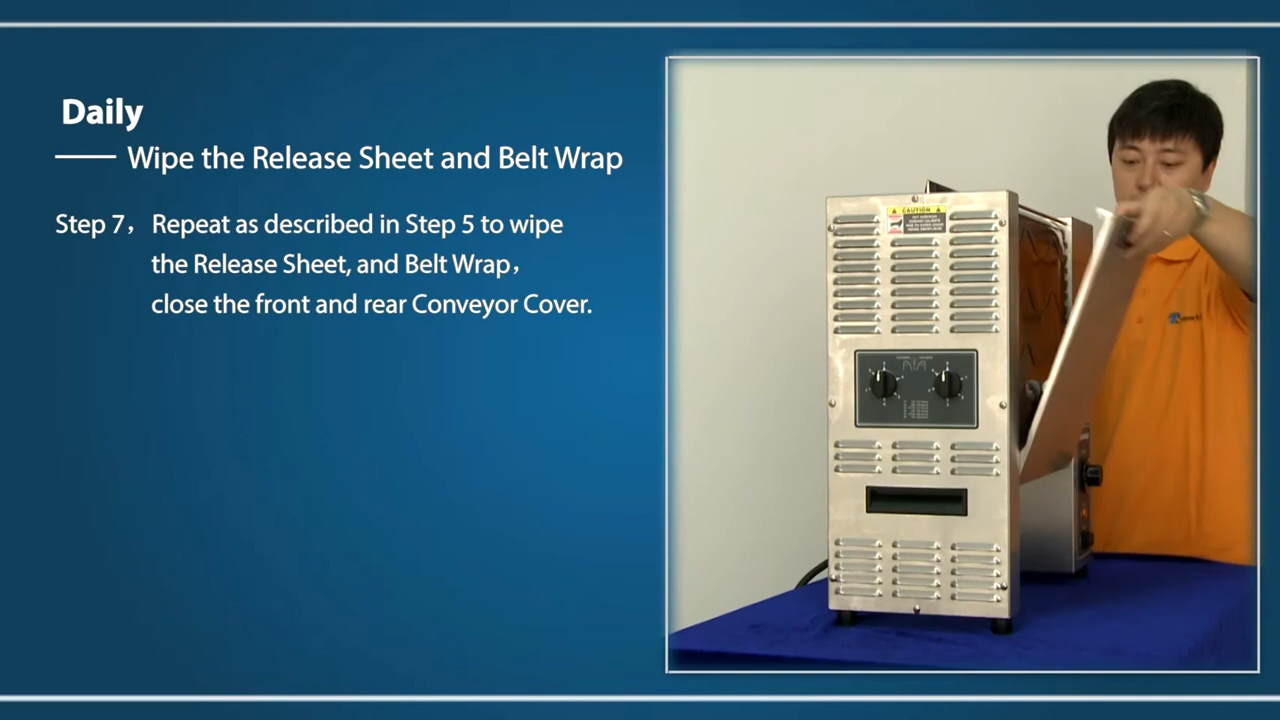 Daily
Wipe the Release Sheet and Belt Wrap
Step 7, Repeat as described in Step 5 to wipe
the Release Sheet, and Belt Wrap,
close the front and rear Conveyor Cover.
CAUTION